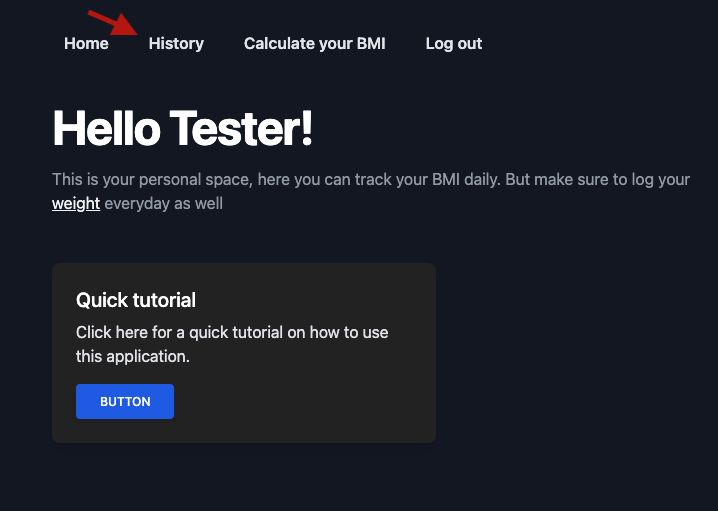 Home History Calculate your BMI Log out
Hello Tester!
This is your personal space, here you can track your BMI daily. But make sure to log your
weight everyday as well
Quick tutorial
Click here for a quick tutorial on how to use
this application.
BUTTON